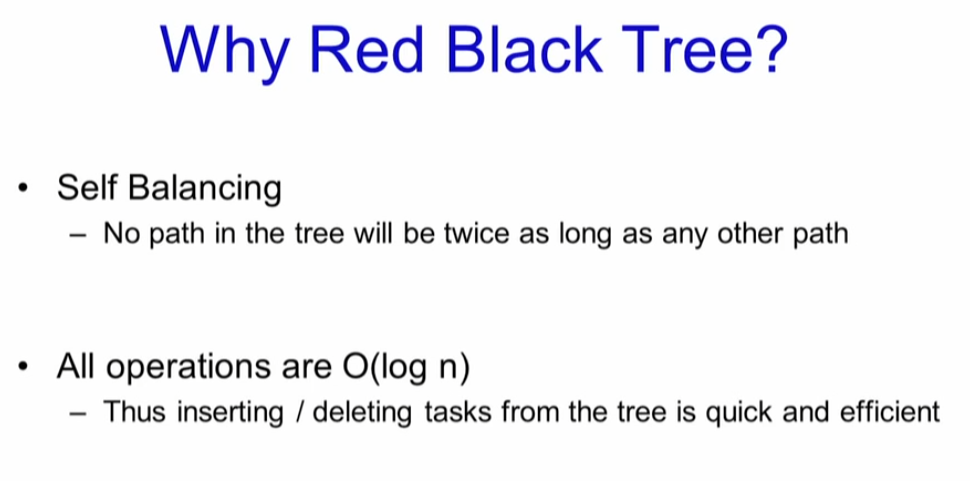 Why Red Black Tree?
• Self Balancing
– No path in the tree will be twice as long as any other path
• All operations are O(log n)
– Thus inserting / deleting tasks from the tree is quick and efficient